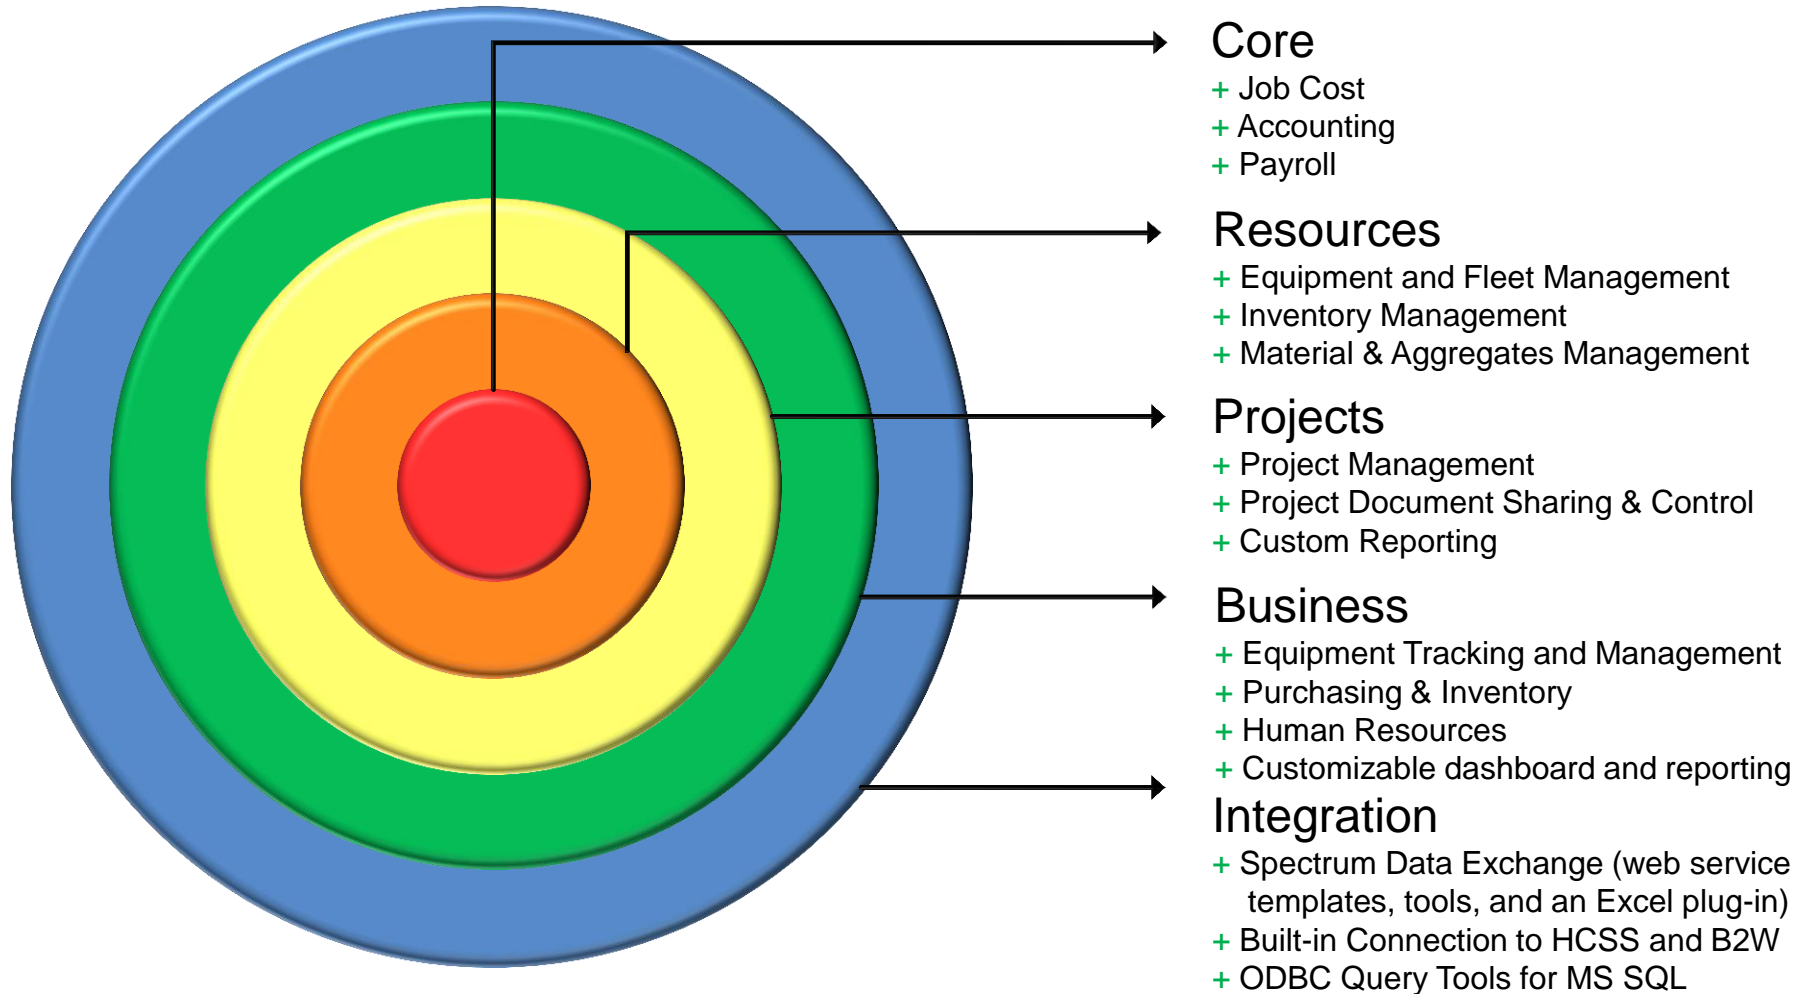 Core
+ Job Cost
+ Accounting
+ Payroll
Resources
+ Equipment and Fleet Management
+ Inventory Management
+ Material & Aggregates Management
Projects
+ Project Management
+ Project Document Sharing & Control
+ Custom Reporting
Business
+ Equipment Tracking and Management
+ Purchasing & Inventory
+ Human Resources
+ Customizable dashboard and reporting
Integration
+ Spectrum Data Exchange (web service
templates, tools, and an Excel plug-in)
+ Built-in Connection to HCSS and B2W
+ ODBC Query Tools for MS SQL